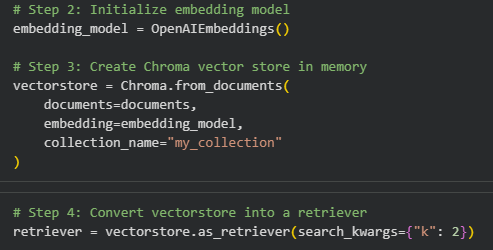 # Step 2: Initialize embedding model
embedding_model = OpenAIEmbeddings()
# Step 3: Create Chroma vector store in memory
vectorstore = Chroma.from_documents(
    documents=documents,
    embedding=embedding_model,
    collection_name="my_collection"
)
# Step 4: Convert vectorstore into a retriever
retriever = vectorstore.as_retriever(search_kwargs={"k": 2})